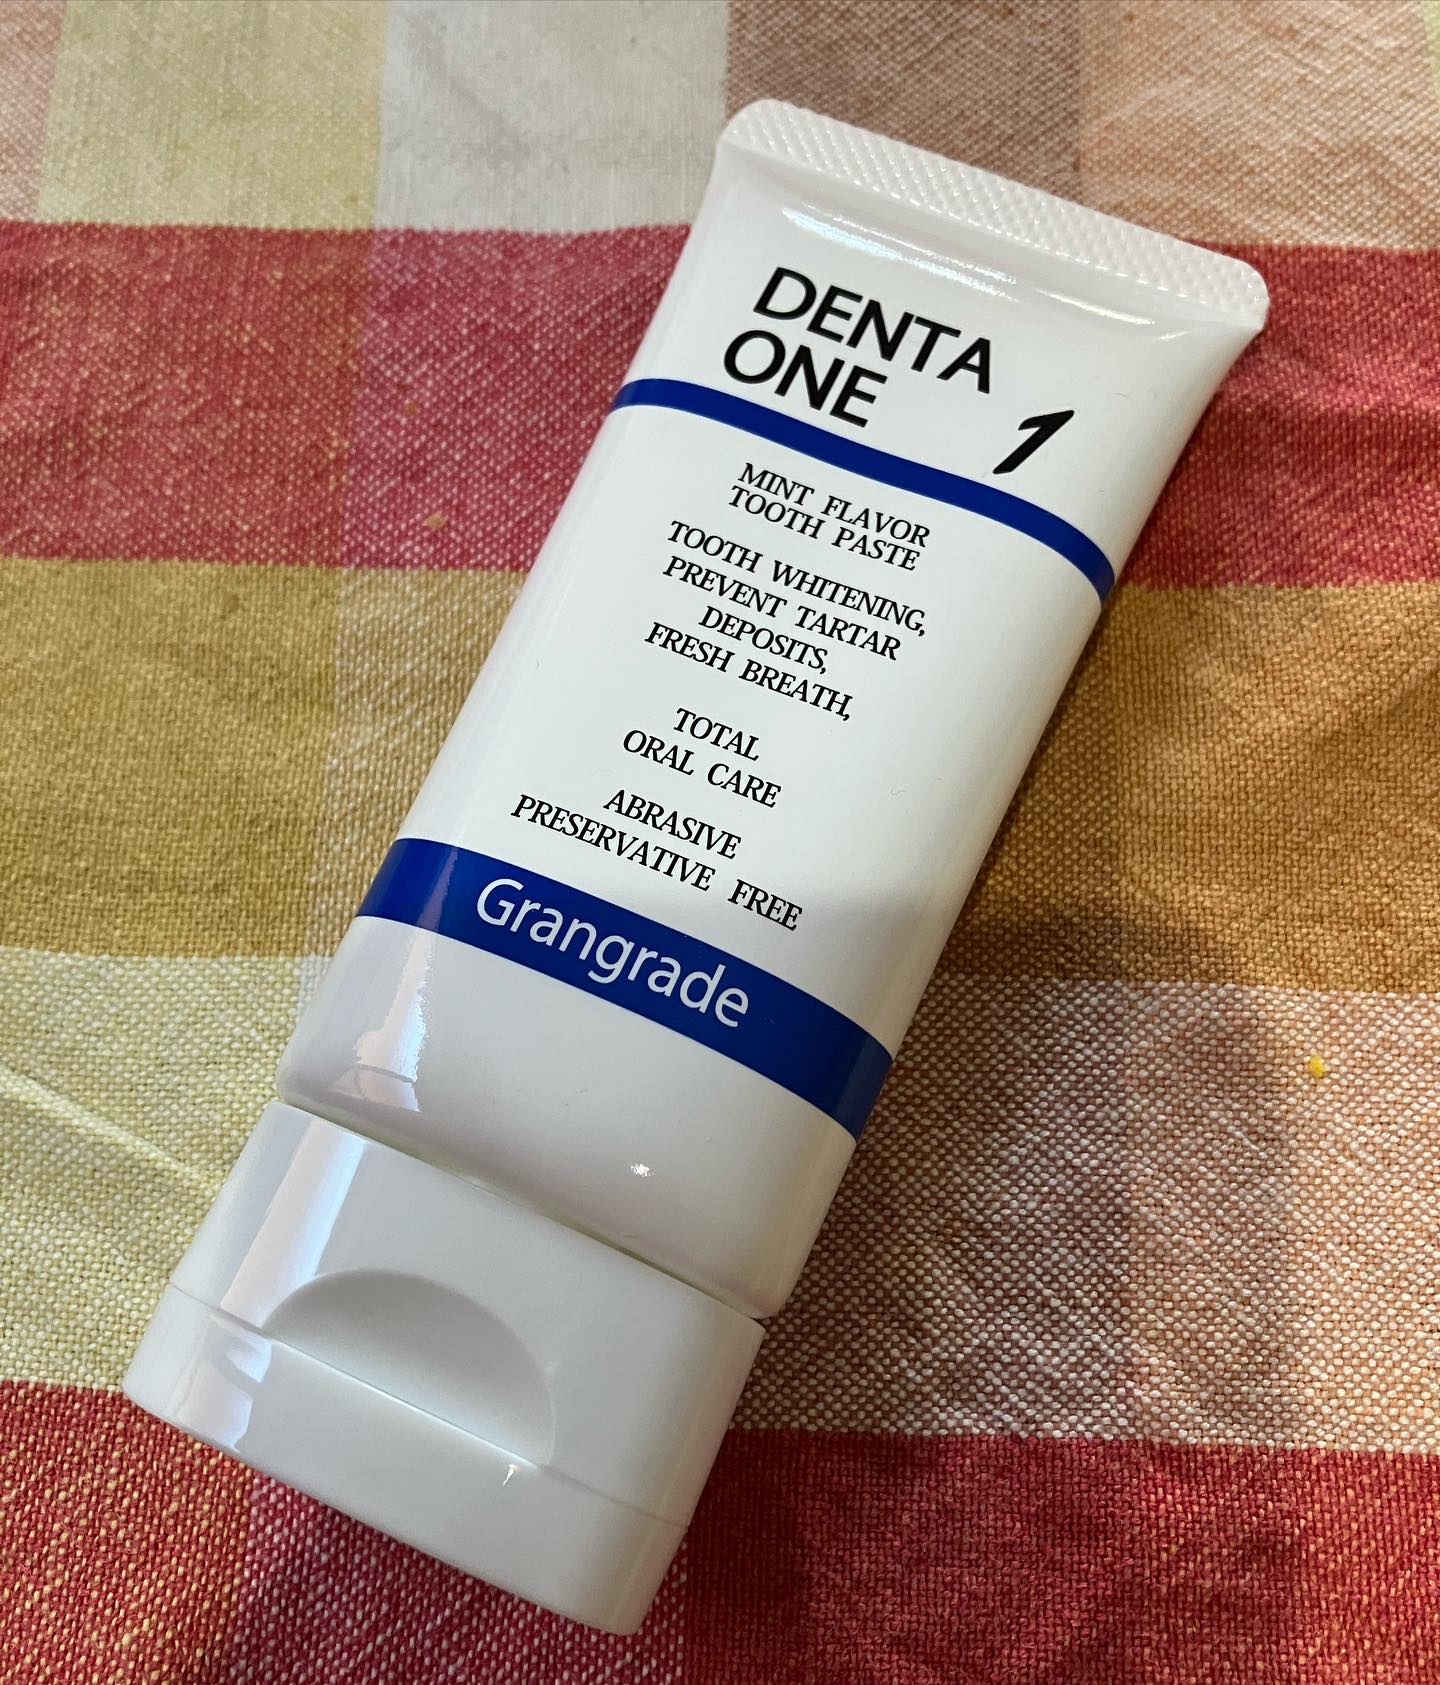 DENTA
ONE
1
MINT FLAVOR
TOOTH PASTE
TOOTH WHITENING,
PREVENT TARTAR
DEPOSITS,
FRESH BREATH,
TOTAL
ORAL CARE
ABRASIVE
PRESERVATIVE FREE
Grangrade